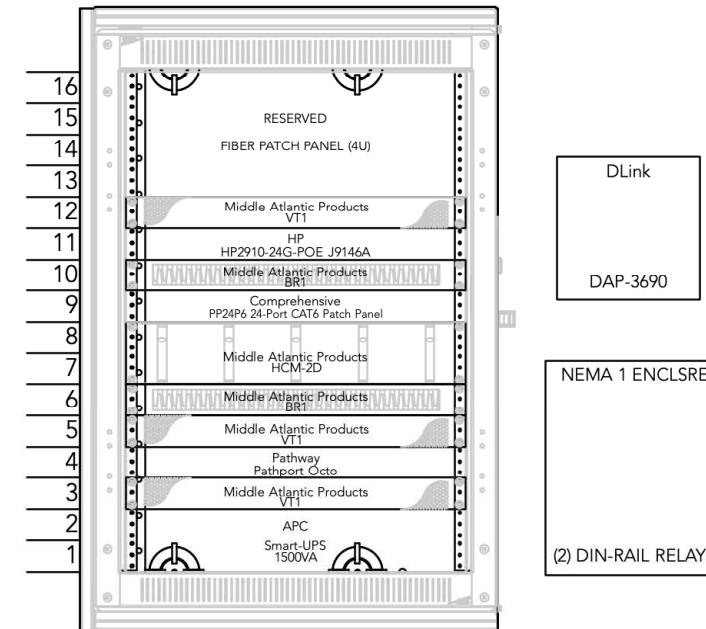 16
15
14
13
12
11
10
9
8
7
6
5
4
3
2
1
RESERVED
FIBER PATCH PANEL (4U)
Middle Atlantic Products
VT1
HP
HP2910-24G-POE J9146A
Middle Atlantic Products
BR1
Comprehensive
PP24P6 24-Port CAT6 Patch Panel
Middle Atlantic Products
HCM-2D
Middle Atlantic Products
BR1
Middle Atlantic Products
VT1
Pathway
Pathport Octo
Middle Atlantic Products
VT1
APC
Smart-UPS
1500VA
DLink
DAP-3690
NEMA 1 ENCLSRE
(2) DIN-RAIL RELAY